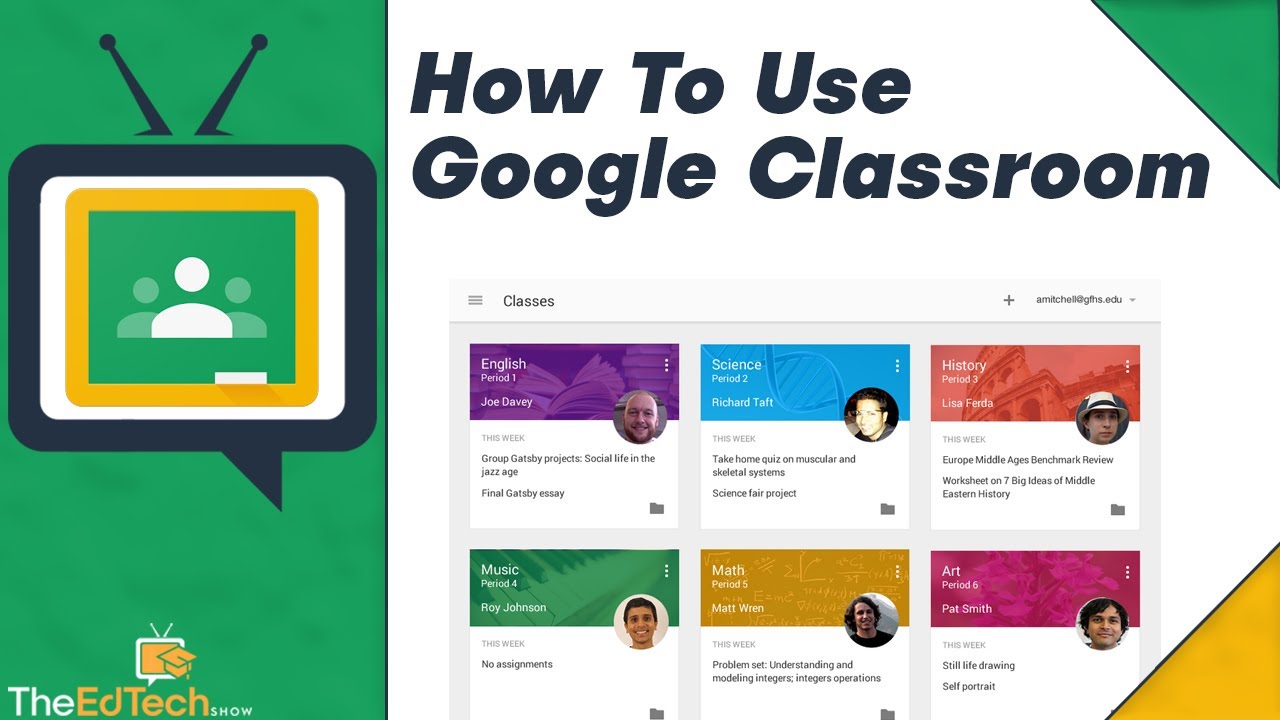 How To Use
Google Classroom
Classes
+ amitchell@gfhs.edu
English
Period 1
Joe Davey
THIS WEEK
Group Gatsby projects: Social life in the
jazz age
Final Gatsby essay
Science
Period 2
Richard Taft
THIS WEEK
Take home quiz on muscular and
skeletal systems
Science fair project
History
Period 3
Lisa Ferda
THIS WEEK
Europe Middle Ages Benchmark Review
Worksheet on 7 Big Ideas of Middle
Eastern History
Music
Period 4
Roy Johnson
THIS WEEK
No assignments
Math
Period 5
Matt Wren
THIS WEEK
Problem set: Understanding and
modeling integers; integers operations
Art
Period 6
Pat Smith
THIS WEEK
Still life drawing
Self portrait
TheEdTech SHOW